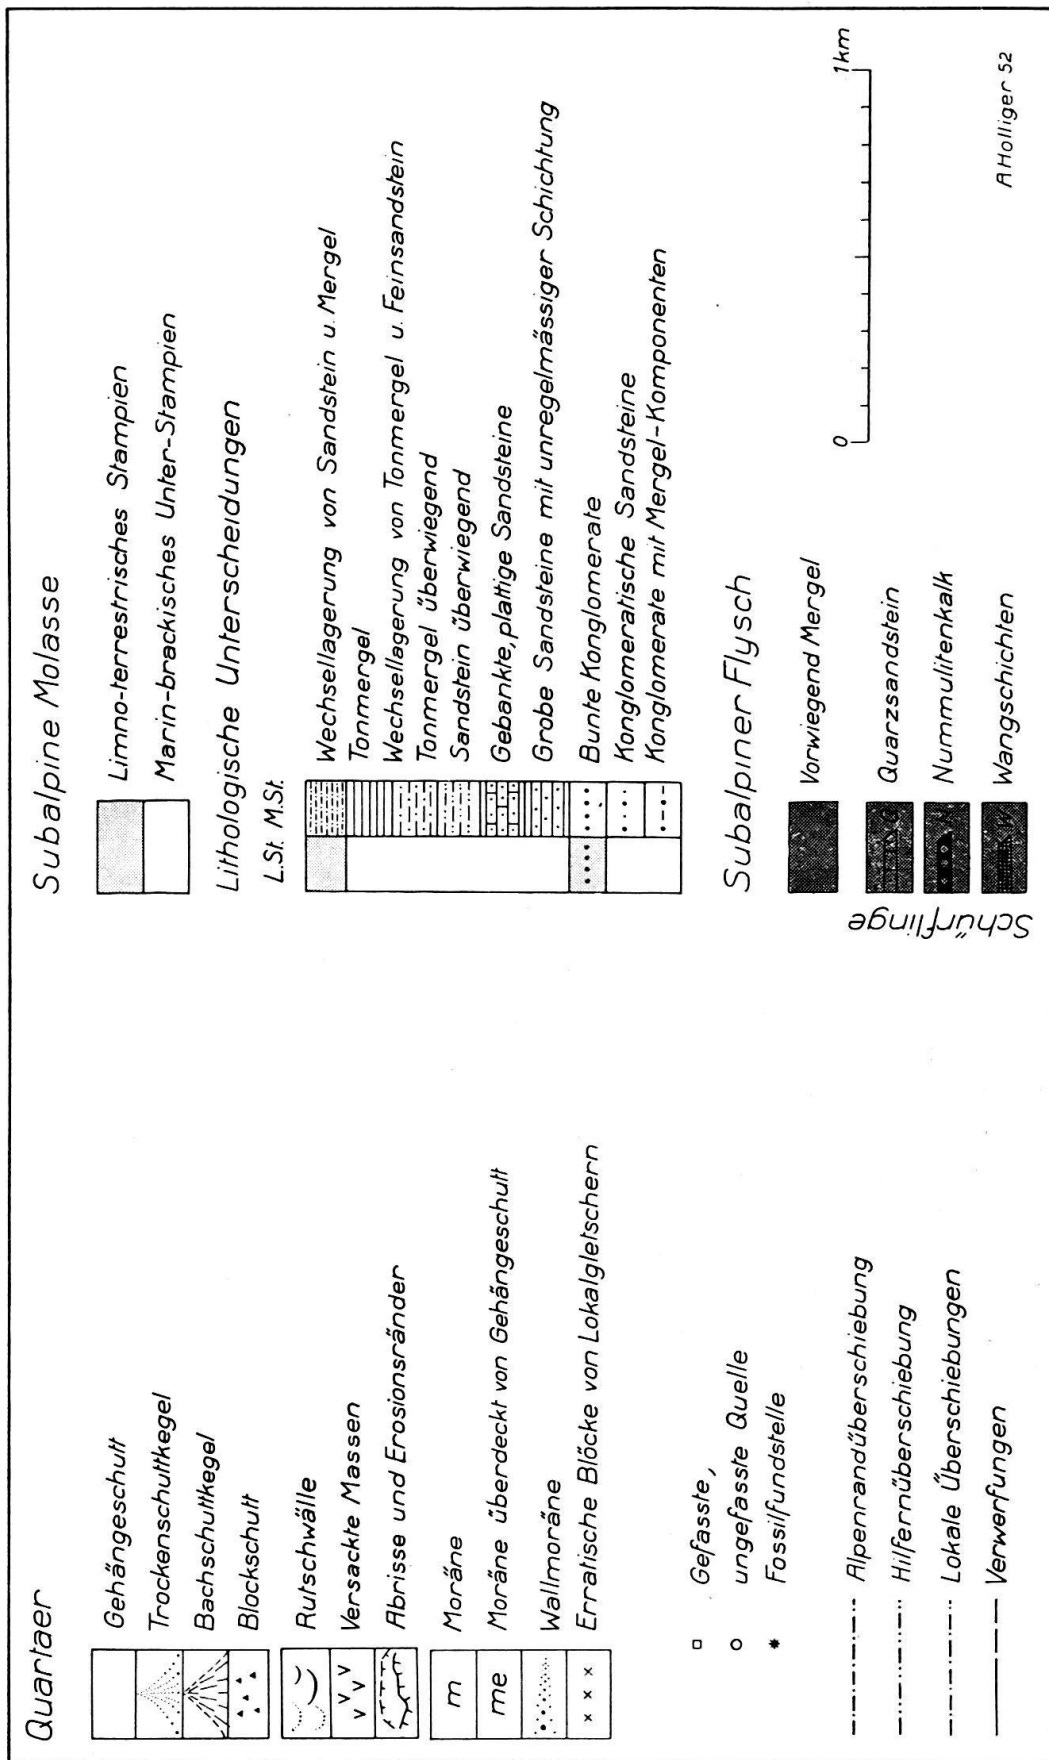 Quartaer
Gehängeschutt
Trockenschuttkegel
Bachschuttkegel
Blockschutt
Rutschwälle
Versackte Massen
Abrisse und Erosionsränder
m Moräne
me Moräne überdeckt von Gehängeschutt
Wallmoräne
Erratische Blöcke von Lokalgletschern
Gefasste,
ungefasste Quelle
Fossilfundstelle
Alpenrandüberschiebung
Hilfernüberschiebung
Lokale Überschiebungen
Verwerfungen
Subalpine Molasse
Limno-terrestrisches Stampien
Marin-brackisches Unter-Stampien
Lithologische Unterscheidungen
L.St. M.St.
Wechsellagerung von Sandstein u. Mergel
Tonmergel
Wechsellagerung von Tonmergel u. Feinsandstein
Tonmergel überwiegend
Sandstein überwiegend
Gebankte, plattige Sandsteine
Grobe Sandsteine mit unregelmässiger Schichtung
Bunte Konglomerate
Konglomeratische Sandsteine
Konglomerate mit Mergel-Komponenten
Subalpiner Flysch
Vorwiegend Mergel
Schürflinge
Q Quarzsandstein
N Nummulitenkalk
W Wangschichten
0 1km
A Holliger 52